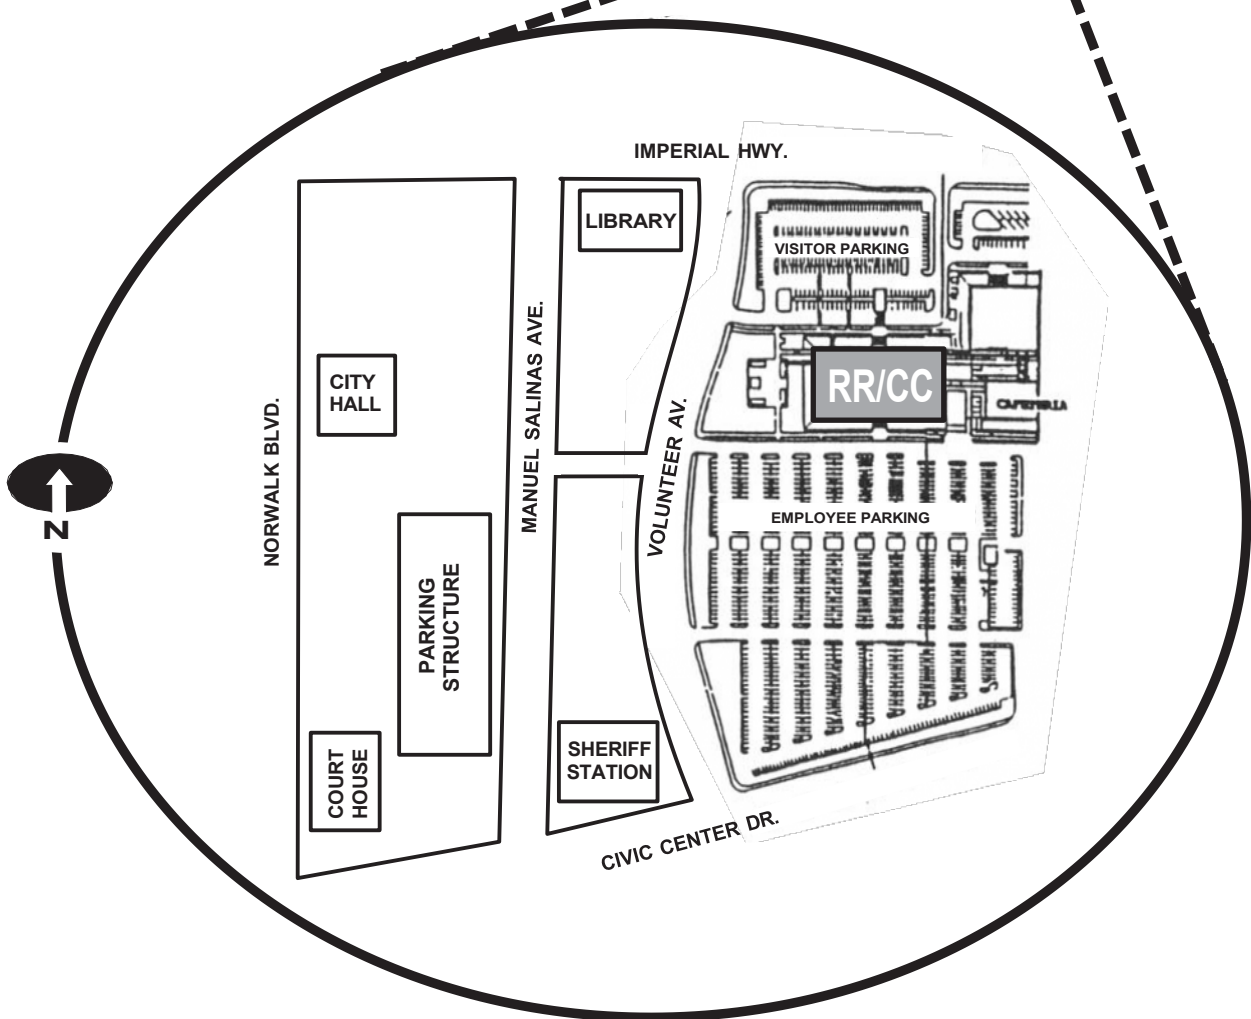 IMPERIAL HWY.
LIBRARY
VISITOR PARKING
CITY
HALL
RR/CC
CAFETERIA
NORWALK BLVD.
MANUEL SALINAS AVE.
VOLUNTEER AV.
N
EMPLOYEE PARKING
PARKING
STRUCTURE
COURT
HOUSE
SHERIFF
STATION
CIVIC CENTER DR.